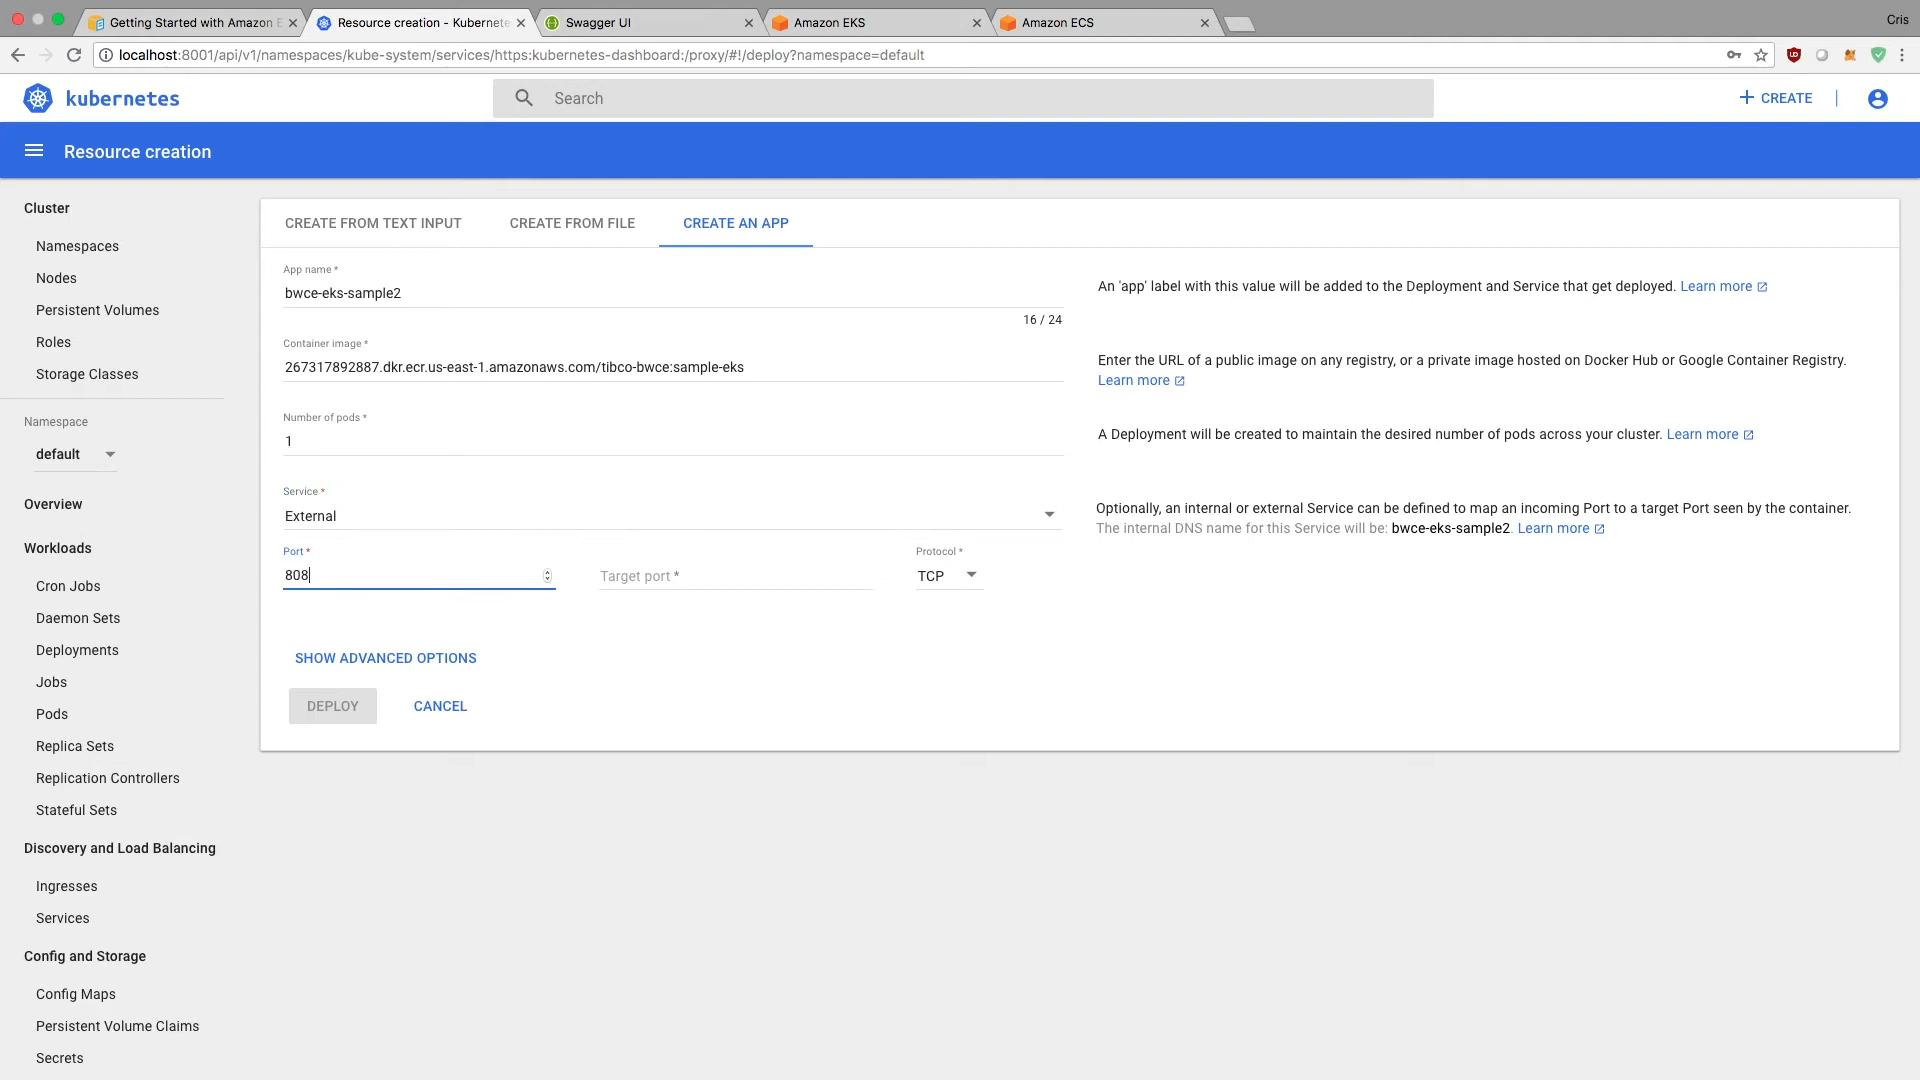 Getting Started with Amazon E
Resource creation - Kubernete
Swagger UI
Amazon EKS
Amazon ECS
Cris
localhost:8001/api/v1/namespaces/kube-system/services/https:kubernetes-dashboard:/proxy/#!/deploy?namespace=default
kubernetes
Search
CREATE
Resource creation
Cluster
Namespaces
Nodes
Persistent Volumes
Roles
Storage Classes
Namespace
default
Overview
Workloads
Cron Jobs
Daemon Sets
Deployments
Jobs
Pods
Replica Sets
Replication Controllers
Stateful Sets
Discovery and Load Balancing
Ingresses
Services
Config and Storage
Config Maps
Persistent Volume Claims
Secrets
CREATE FROM TEXT INPUT
CREATE FROM FILE
CREATE AN APP
App name *
bwce-eks-sample2
16 / 24
An 'app' label with this value will be added to the Deployment and Service that get deployed. Learn more
Container image *
267317892887.dkr.ecr.us-east-1.amazonaws.com/tibco-bwce:sample-eks
Enter the URL of a public image on any registry, or a private image hosted on Docker Hub or Google Container Registry.
Learn more
Number of pods *
1
A Deployment will be created to maintain the desired number of pods across your cluster. Learn more
Service *
External
Optionally, an internal or external Service can be defined to map an incoming Port to a target Port seen by the container.
The internal DNS name for this Service will be: bwce-eks-sample2. Learn more
Port *
808
Target port *
Protocol *
TCP
SHOW ADVANCED OPTIONS
DEPLOY
CANCEL